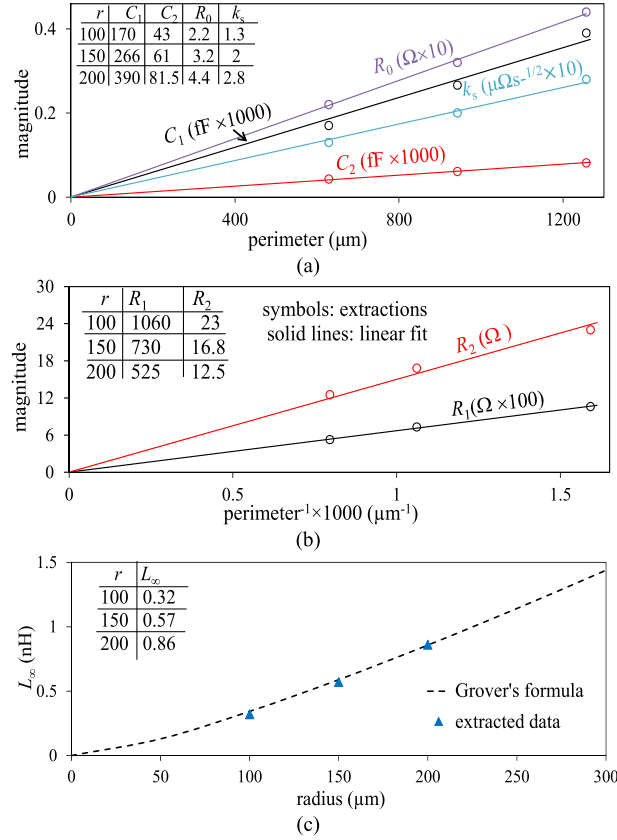 r C₁ C₂ R₀ kₛ
100 170 43 2.2 1.3
150 266 61 3.2 2
200 390 81.5 4.4 2.8
0.4
0.2
0
magnitude
R₀ (Ω×10)
kₛ (μΩs-¹/² ×10)
C₁ (fF ×1000)
C₂ (fF ×1000)
0 400 800 1200
perimeter (μm)
(a)
30
24
18
12
6
0
magnitude
r R₁ R₂
100 1060 23
150 730 16.8
200 525 12.5
symbols: extractions
solid lines: linear fit
R₂ (Ω)
R₁(Ω ×100)
0 0.5 1 1.5
perimeter⁻¹×1000 (μm⁻¹)
(b)
1.5
1
0.5
0
L∞ (nH)
r L∞
100 0.32
150 0.57
200 0.86
Grover's formula
extracted data
0 50 100 150 200 250 300
radius (μm)
(c)